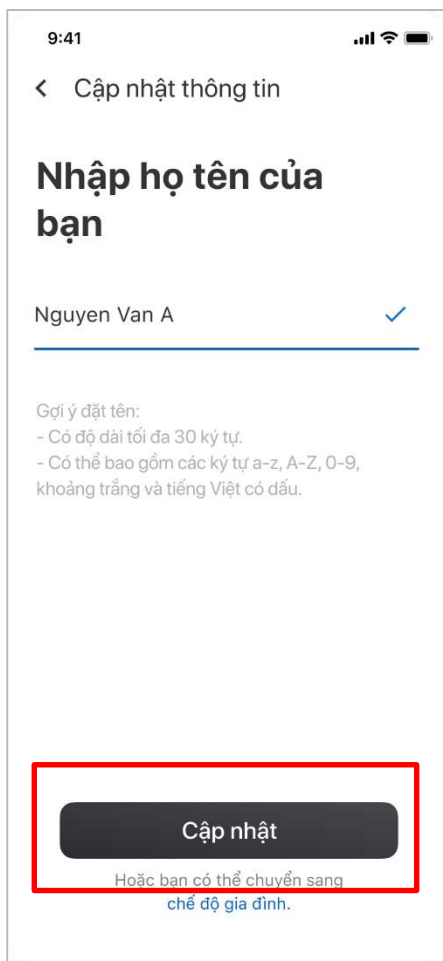 9:41
Cập nhật thông tin
Nhập họ tên của
bạn
Nguyen Van A
Gợi ý đặt tên:
- Có độ dài tối đa 30 ký tự.
- Có thể bao gồm các ký tự a-z, A-Z, 0-9,
khoảng trắng và tiếng Việt có dấu.
Cập nhật
Hoặc bạn có thể chuyển sang
chế độ gia đình.